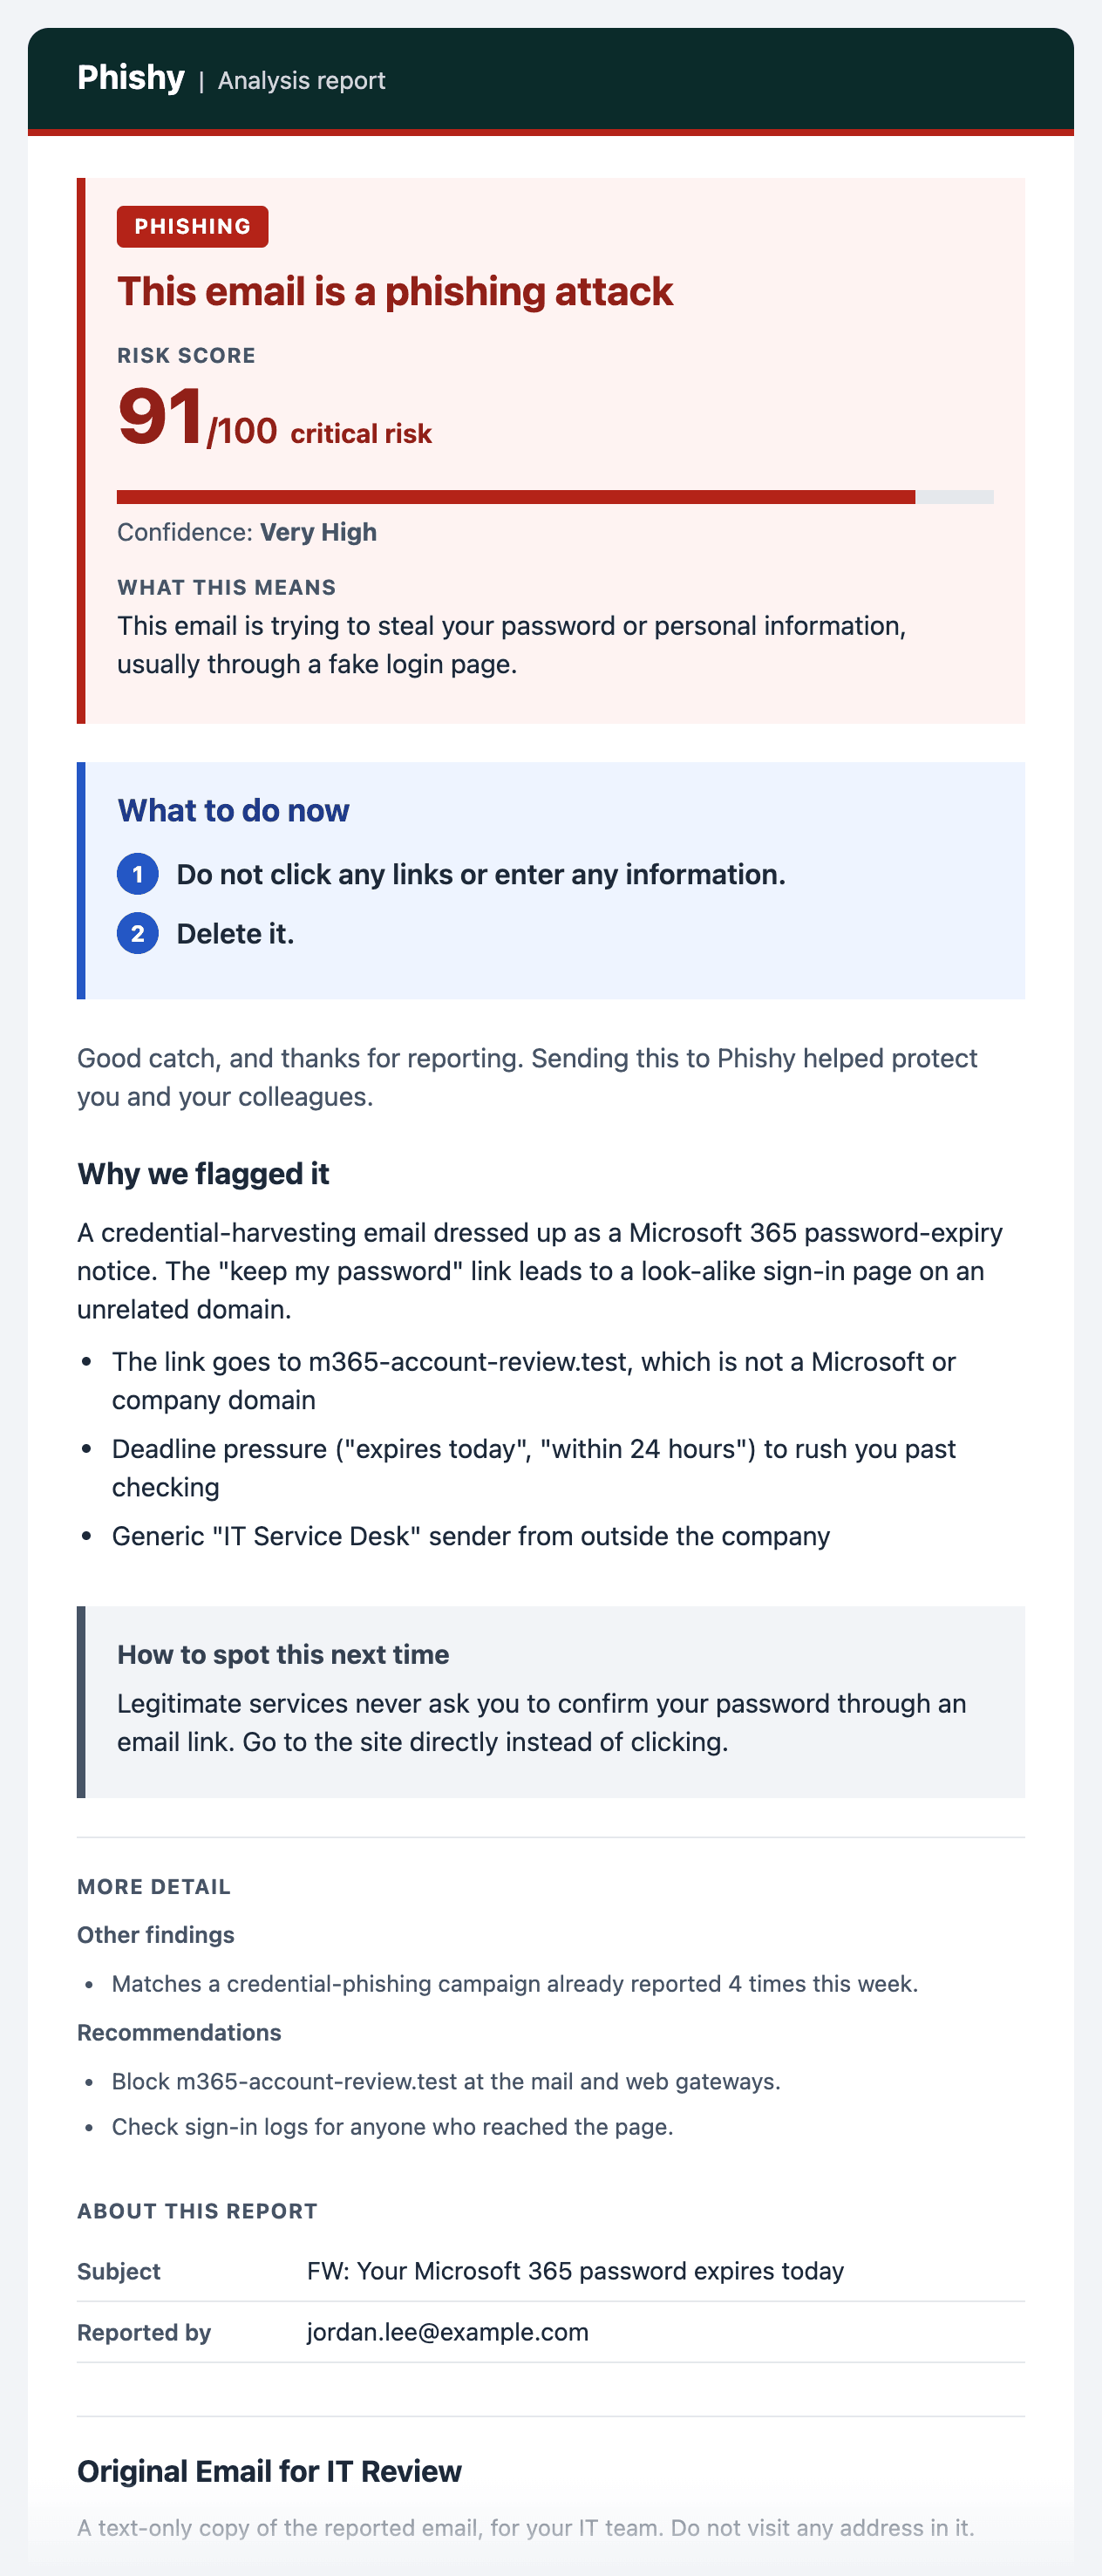 Phishy | Analysis report
PHISHING
This email is a phishing attack
RISK SCORE
91/100 critical risk
Confidence: Very High
WHAT THIS MEANS
This email is trying to steal your password or personal information,
usually through a fake login page.
What to do now
1 Do not click any links or enter any information.
2 Delete it.
Good catch, and thanks for reporting. Sending this to Phishy helped protect
you and your colleagues.
Why we flagged it
A credential-harvesting email dressed up as a Microsoft 365 password-expiry
notice. The "keep my password" link leads to a look-alike sign-in page on an
unrelated domain.
• The link goes to m365-account-review.test, which is not a Microsoft or
company domain
• Deadline pressure ("expires today", "within 24 hours") to rush you past
checking
• Generic "IT Service Desk" sender from outside the company
How to spot this next time
Legitimate services never ask you to confirm your password through an
email link. Go to the site directly instead of clicking.
MORE DETAIL
Other findings
• Matches a credential-phishing campaign already reported 4 times this week.
Recommendations
• Block m365-account-review.test at the mail and web gateways.
• Check sign-in logs for anyone who reached the page.
ABOUT THIS REPORT
Subject FW: Your Microsoft 365 password expires today
Reported by jordan.lee@example.com
Original Email for IT Review
A text-only copy of the reported email, for your IT team. Do not visit any address in it.